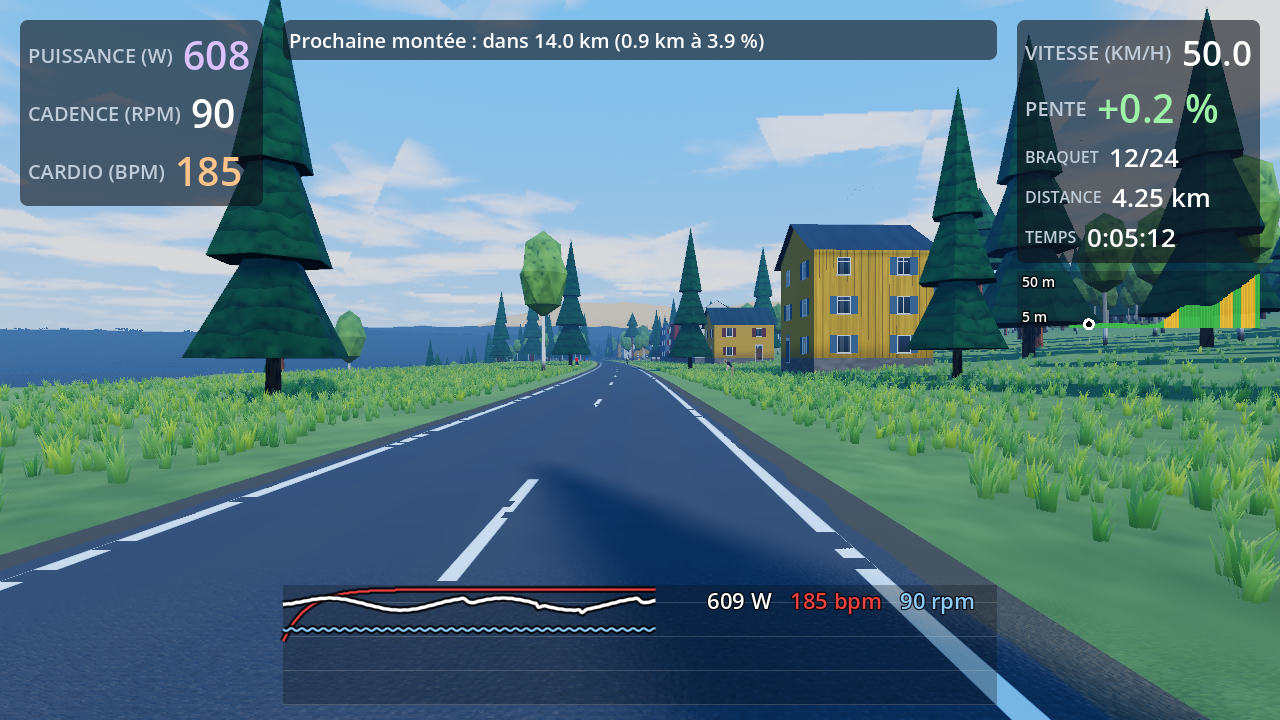 PUISSANCE (W) 608
CADENCE (RPM) 90
CARDIO (BPM) 185
Prochaine montée : dans 14.0 km (0.9 km à 3.9 %)
VITESSE (KM/H) 50.0
PENTE +0.2 %
BRAQUET 12/24
DISTANCE 4.25 km
TEMPS 0:05:12
50 m
5 m
609 W 185 bpm 90 rpm